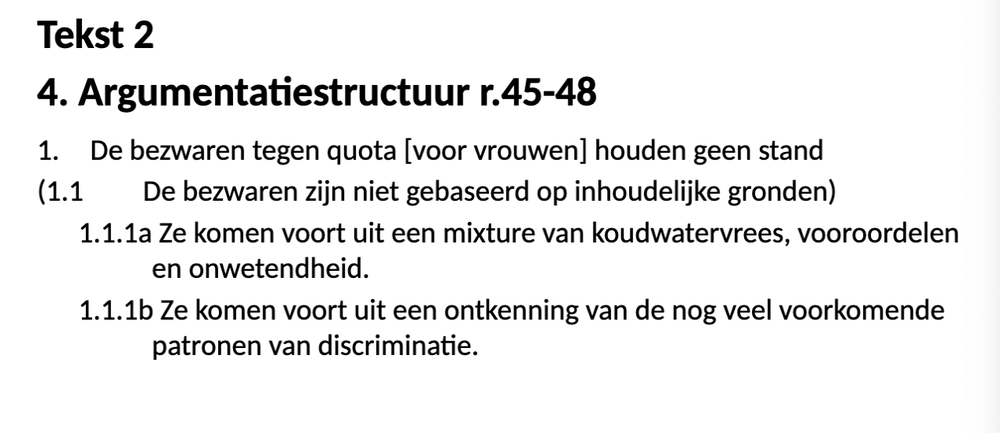 Tekst 2
4. Argumentatiestructuur r.45-48
1. De bezwaren tegen quota [voor vrouwen] houden geen stand
(1.1 De bezwaren zijn niet gebaseerd op inhoudelijke gronden)
1.1.1a Ze komen voort uit een mixture van koudwatervrees, vooroordelen
en onwetendheid.
1.1.1b Ze komen voort uit een ontkenning van de nog veel voorkomende
patronen van discriminatie.